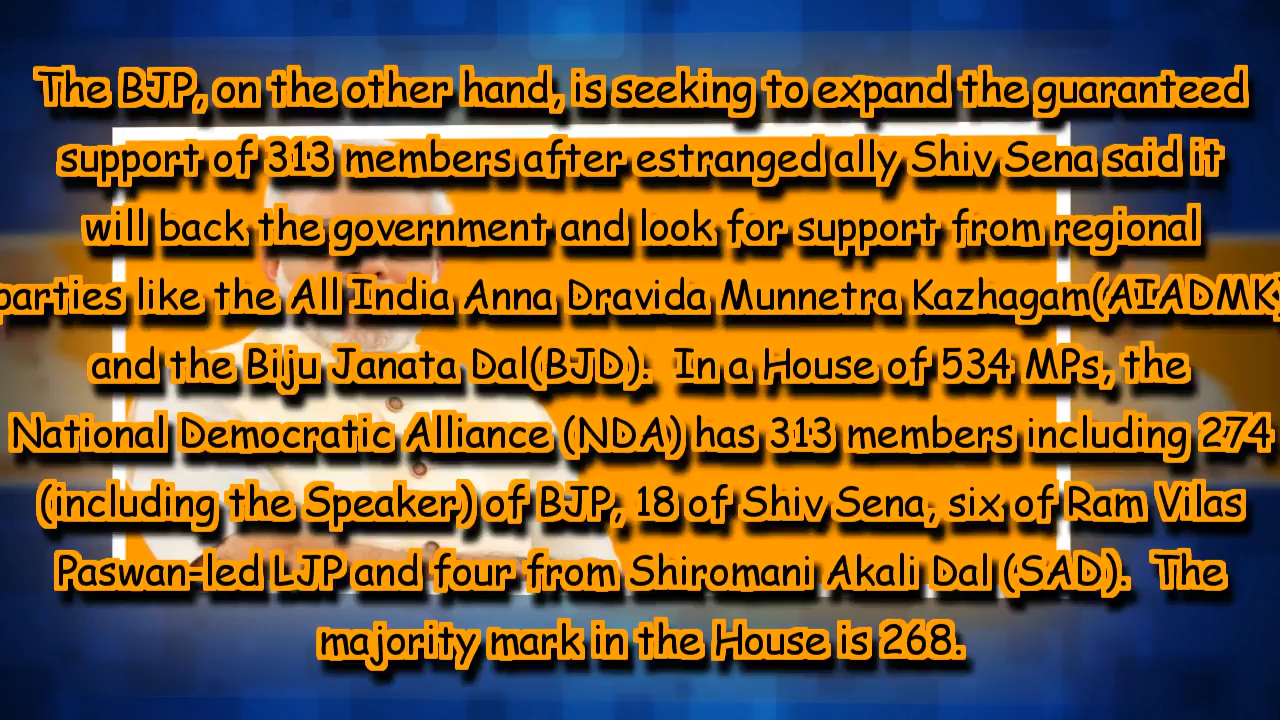 The BJP, on the other hand, is seeking to expand the guaranteed
support of 313 members after estranged ally Shiv Sena said it
will back the government and look for support from regional
parties like the All India Anna Dravida Munnetra Kazhagam(AIADMK)
and the Biju Janata Dal(BJD).  In a House of 534 MPs, the
National Democratic Alliance (NDA) has 313 members including 274
(including the Speaker) of BJP, 18 of Shiv Sena, six of Ram Vilas
Paswan-led LJP and four from Shiromani Akali Dal (SAD).  The
majority mark in the House is 268.